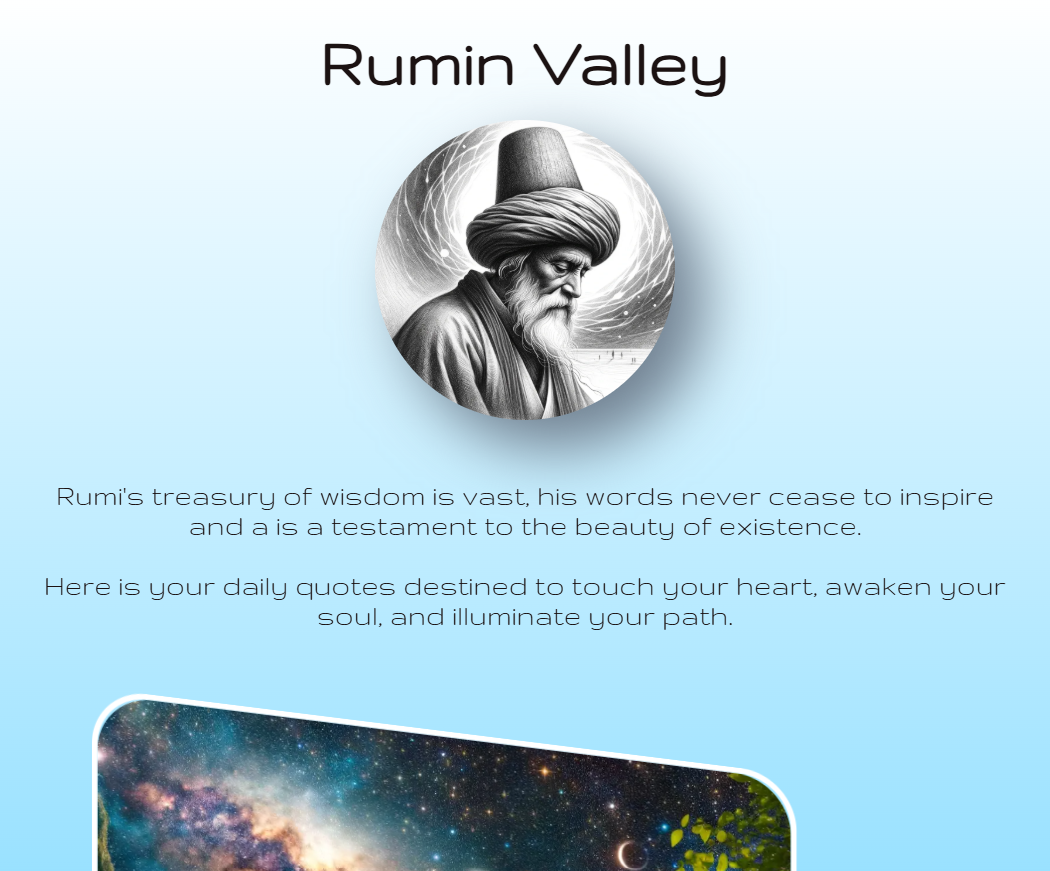 Rumin Valley
Rumi's treasury of wisdom is vast, his words never cease to inspire
and a is a testament to the beauty of existence.
Here is your daily quotes destined to touch your heart, awaken your
soul, and illuminate your path.